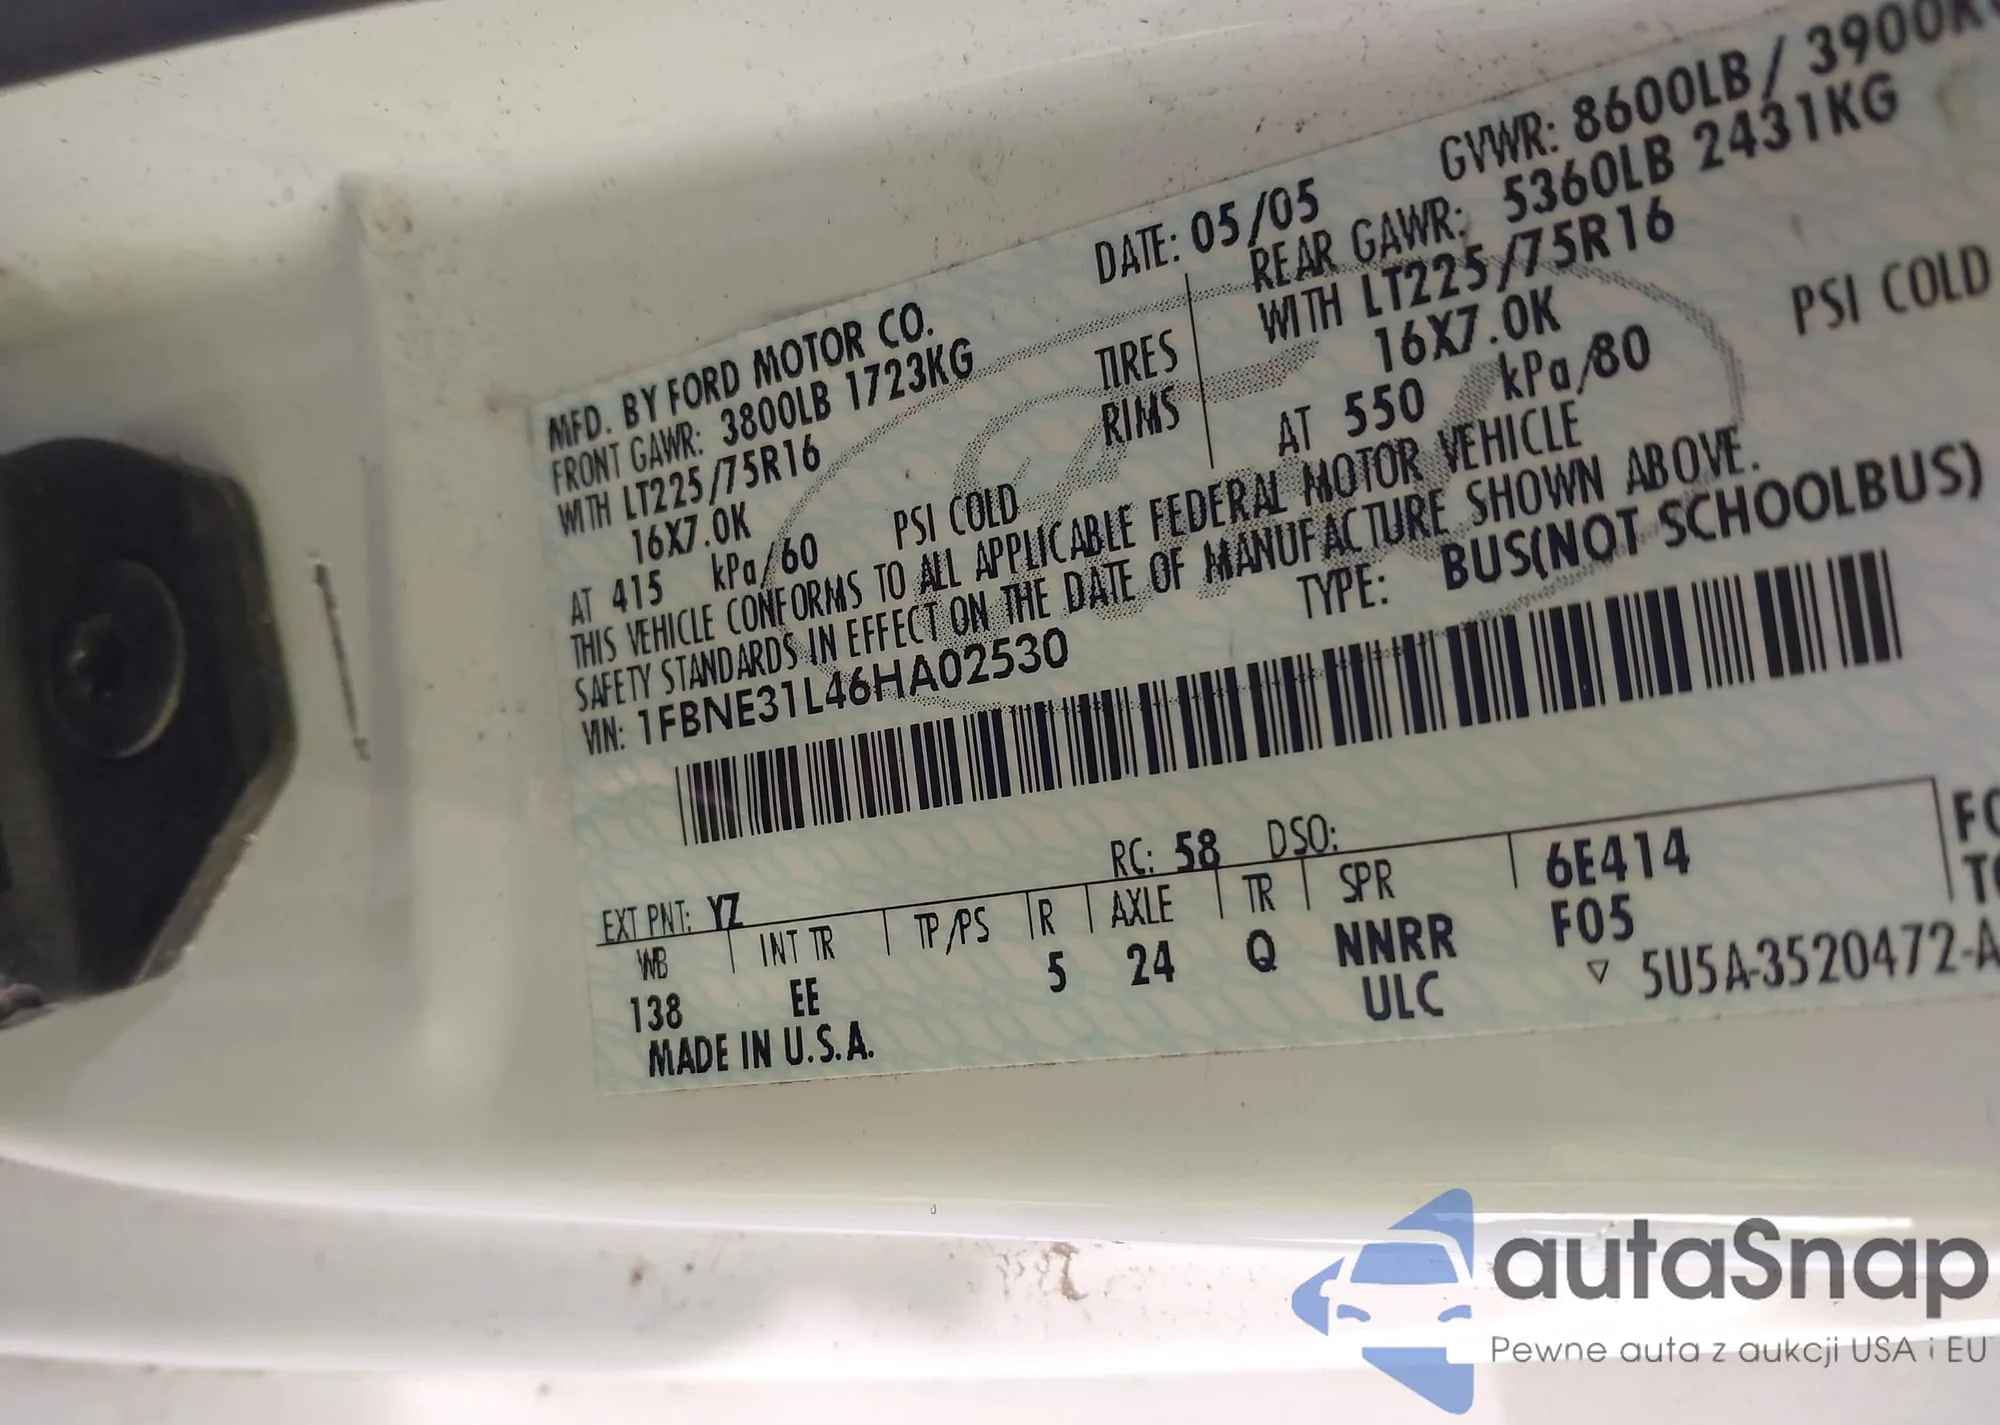 MFD. BY FORD MOTOR CO.
DATE: 05/05
GVWR: 8600LB / 3900K
FRONT GAWR: 3800LB 1723KG
REAR GAWR: 5360LB 2431KG
WITH LT225/75R16
TIRES
WITH LT225/75R16
16X7.0K
RIMS
16X7.0K
AT 415 kPa/60 PSI COLD
AT 550 kPa/80 PSI COLD
THIS VEHICLE CONFORMS TO ALL APPLICABLE FEDERAL MOTOR VEHICLE
SAFETY STANDARDS IN EFFECT ON THE DATE OF MANUFACTURE SHOWN ABOVE.
VIN: 1FBNE31L46HA02530
TYPE: BUS(NOT SCHOOLBUS)
EXT PNT: YZ
RC: 58 DSO:
WB INT TR TP/PS R AXLE TR SPR
6E414
138 EE 5 24 Q NNRR
F05
ULC
▽ 5U5A-3520472-A
MADE IN U.S.A.
autoSnap
Pewne auta z aukcji USA i EU